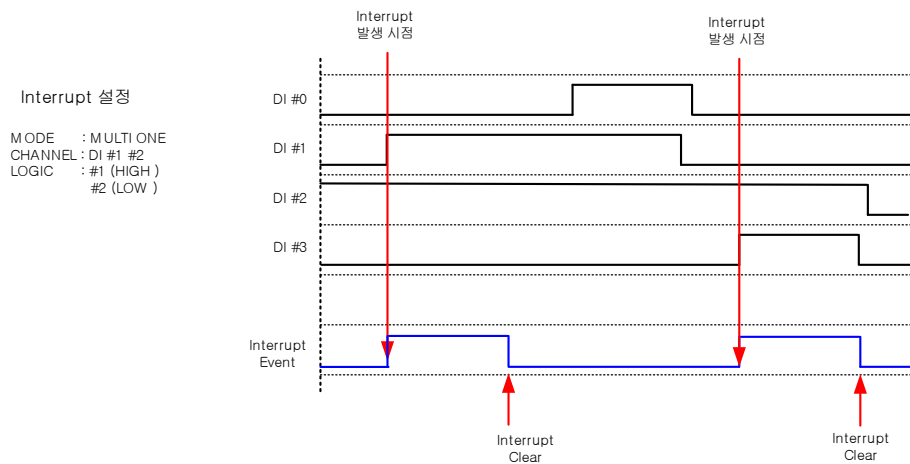 Interrupt
발생 시점
Interrupt
발생 시점
Interrupt 설정
MODE : MULTI ONE
CHANNEL : DI #1 #2
LOGIC : #1 (HIGH )
#2 (LOW )
DI #0
DI #1
DI #2
DI #3
Interrupt
Event
Interrupt
Clear
Interrupt
Clear